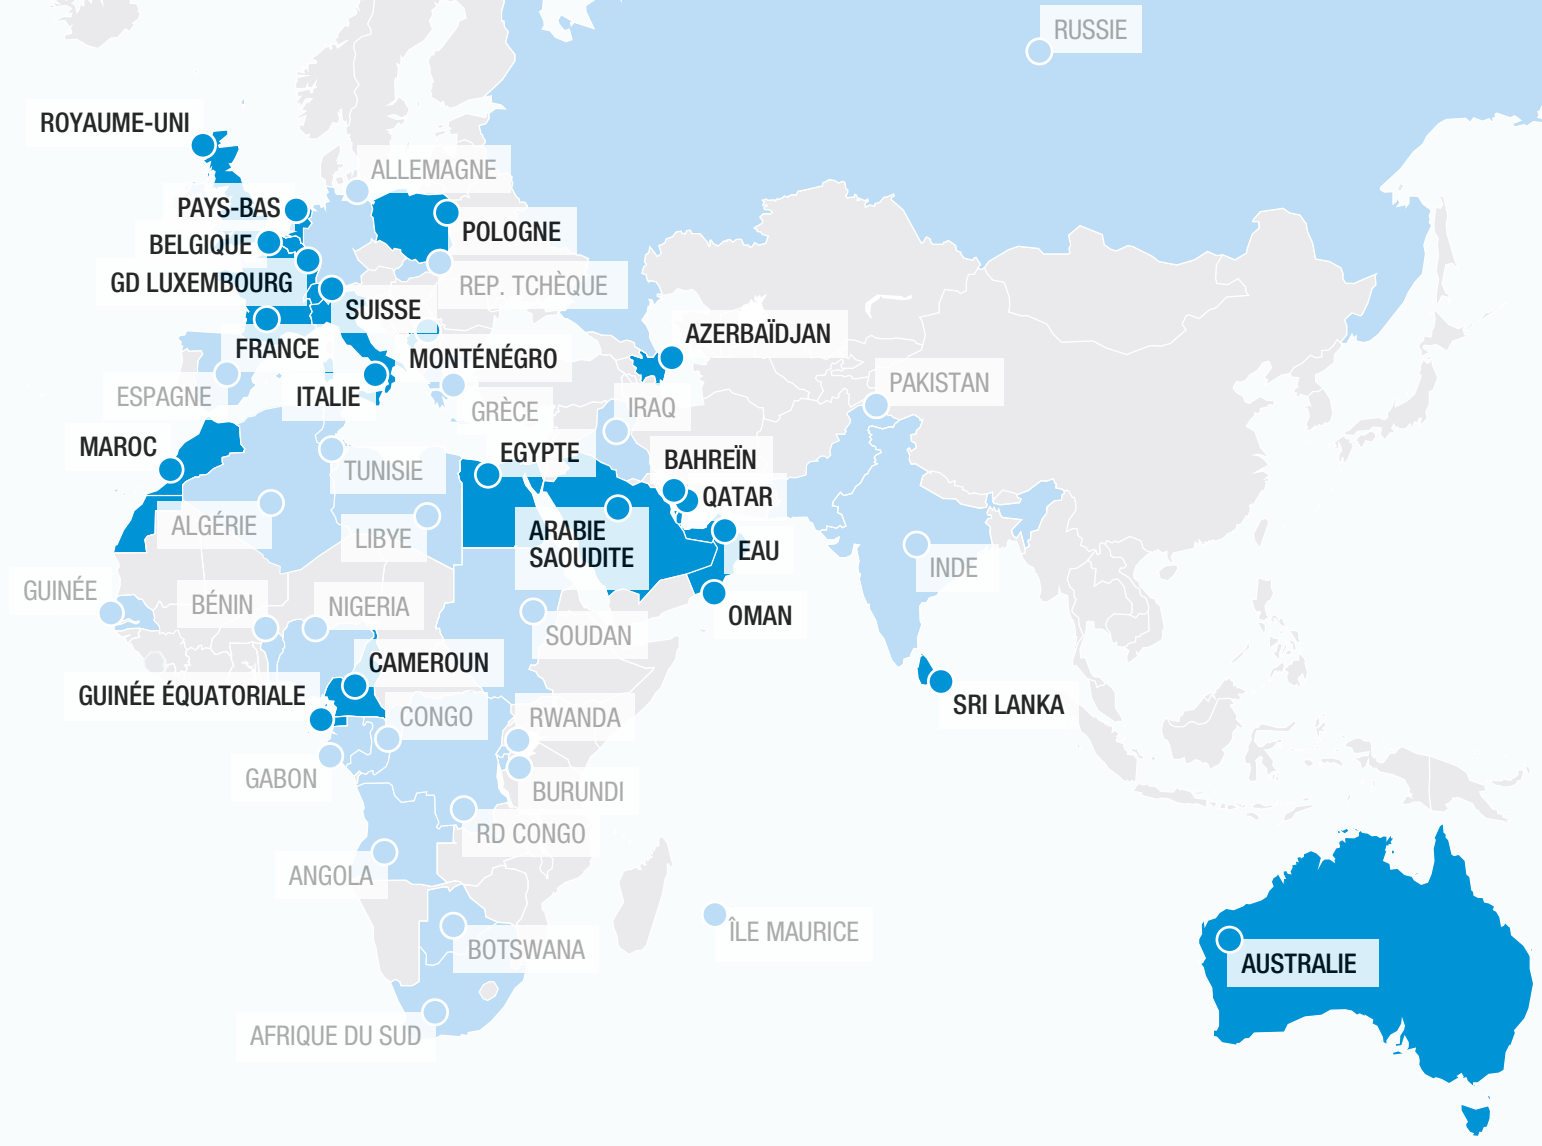 RUSSIE
ROYAUME-UNI
ALLEMAGNE
PAYS-BAS
POLOGNE
BELGIQUE
GD LUXEMBOURG
REP. TCHÈQUE
SUISSE
AZERBAÏDJAN
FRANCE
MONTÉNÉGRO
PAKISTAN
ESPAGNE
ITALIE
GRÈCE
IRAQ
MAROC
EGYPTE
BAHREÏN
TUNISIE
QATAR
ALGÉRIE
LIBYE
ARABIE
SAOUDITE
EAU
INDE
GUINÉE
BÉNIN
NIGERIA
OMAN
SOUDAN
CAMEROUN
GUINÉE ÉQUATORIALE
SRI LANKA
CONGO
RWANDA
GABON
BURUNDI
RD CONGO
ANGOLA
ÎLE MAURICE
BOTSWANA
AUSTRALIE
AFRIQUE DU SUD